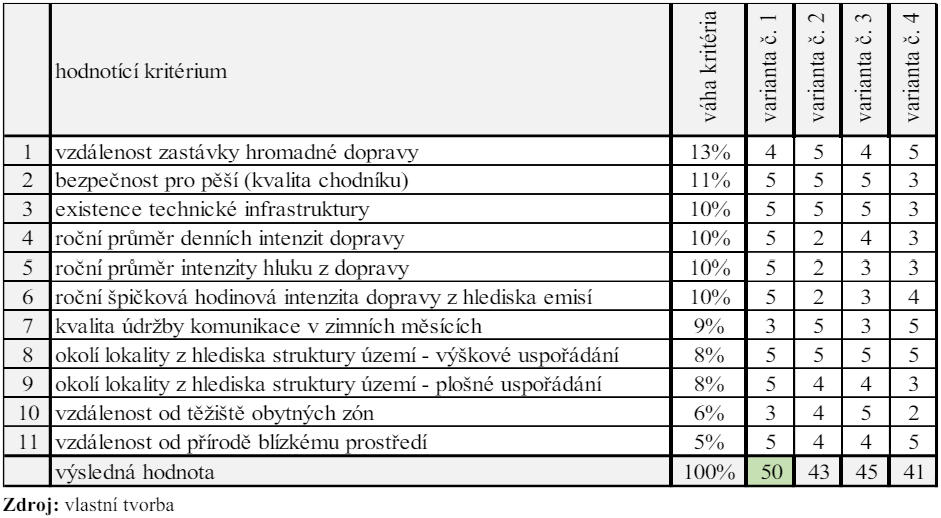 hodnotící kritérium váha kritéria varianta č. 1 varianta č. 2 varianta č. 3 varianta č. 4
1 vzdálenost zastávky hromadné dopravy 13% 4 5 4 5
2 bezpečnost pro pěší (kvalita chodníku) 11% 5 5 5 3
3 existence technické infrastruktury 10% 5 5 5 3
4 roční průměr denních intenzit dopravy 10% 5 2 4 3
5 roční průměr intenzity hluku z dopravy 10% 5 2 3 3
6 roční špičková hodinová intenzita dopravy z hlediska emisí 10% 5 2 3 4
7 kvalita údržby komunikace v zimních měsících 9% 3 5 3 5
8 okolí lokality z hlediska struktury území - výškové uspořádání 8% 5 5 5 5
9 okolí lokality z hlediska struktury území - plošné uspořádání 8% 5 4 4 3
10 vzdálenost od těžiště obytných zón 6% 3 4 5 2
11 vzdálenost od přírodě blízkému prostředí 5% 5 4 4 5
výsledná hodnota 100% 50 43 45 41
Zdroj: vlastní tvorba